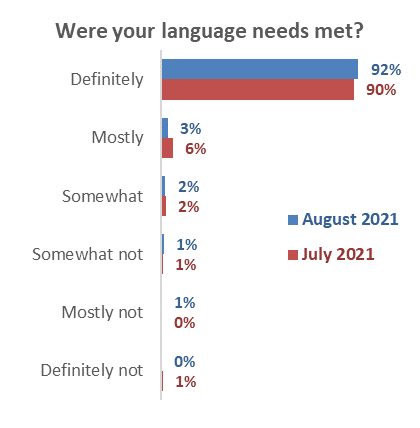 Were your language needs met?
Definitely
92%
90%
Mostly
3%
6%
Somewhat
2%
2%
August 2021
Somewhat not
1%
1%
July 2021
Mostly not
1%
0%
Definitely not
0%
1%